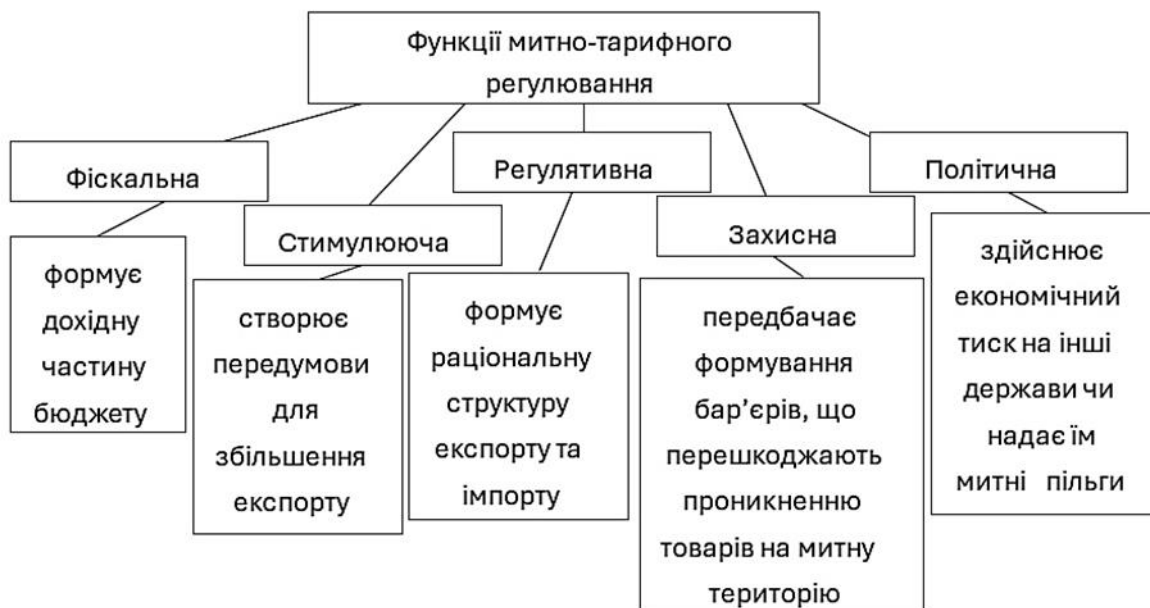 Функції митно-тарифного
регулювання
Фіскальна
формує
дохідну
частину
бюджету
Стимулююча
створює
передумови
для
збільшення
експорту
Регулятивна
формує
раціональну
структуру
експорту та
імпорту
Захисна
передбачає
формування
бар’єрів, що
перешкоджають
проникненню
товарів на митну
територію
Політична
здійснює
економічний
тиск на інші
держави чи
надає їм
митні пільги